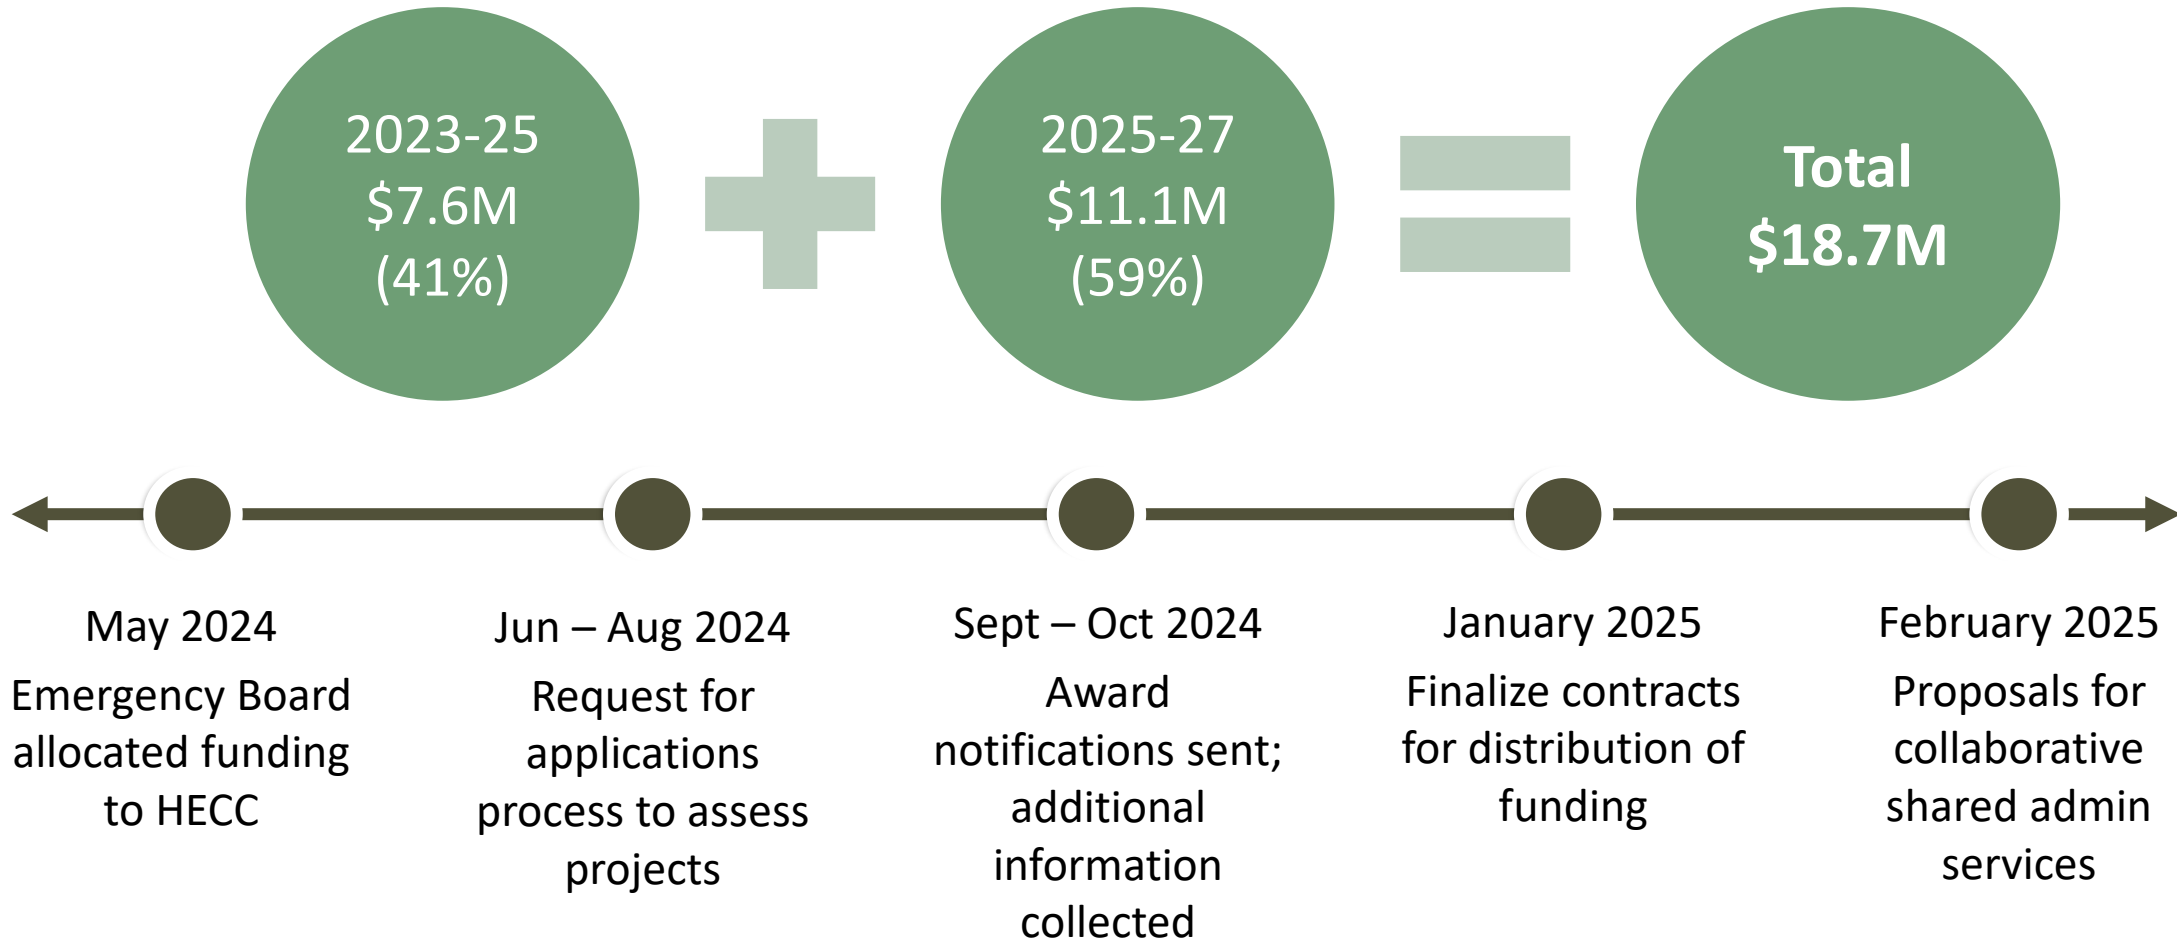 2023-25
$7.6M
(41%)
2025-27
$11.1M
(59%)
Total
$18.7M
May 2024
Emergency Board
allocated funding
to HECC
Jun – Aug 2024
Request for
applications
process to assess
projects
Sept – Oct 2024
Award
notifications sent;
additional
information
collected
January 2025
Finalize contracts
for distribution of
funding
February 2025
Proposals for
collaborative
shared admin
services